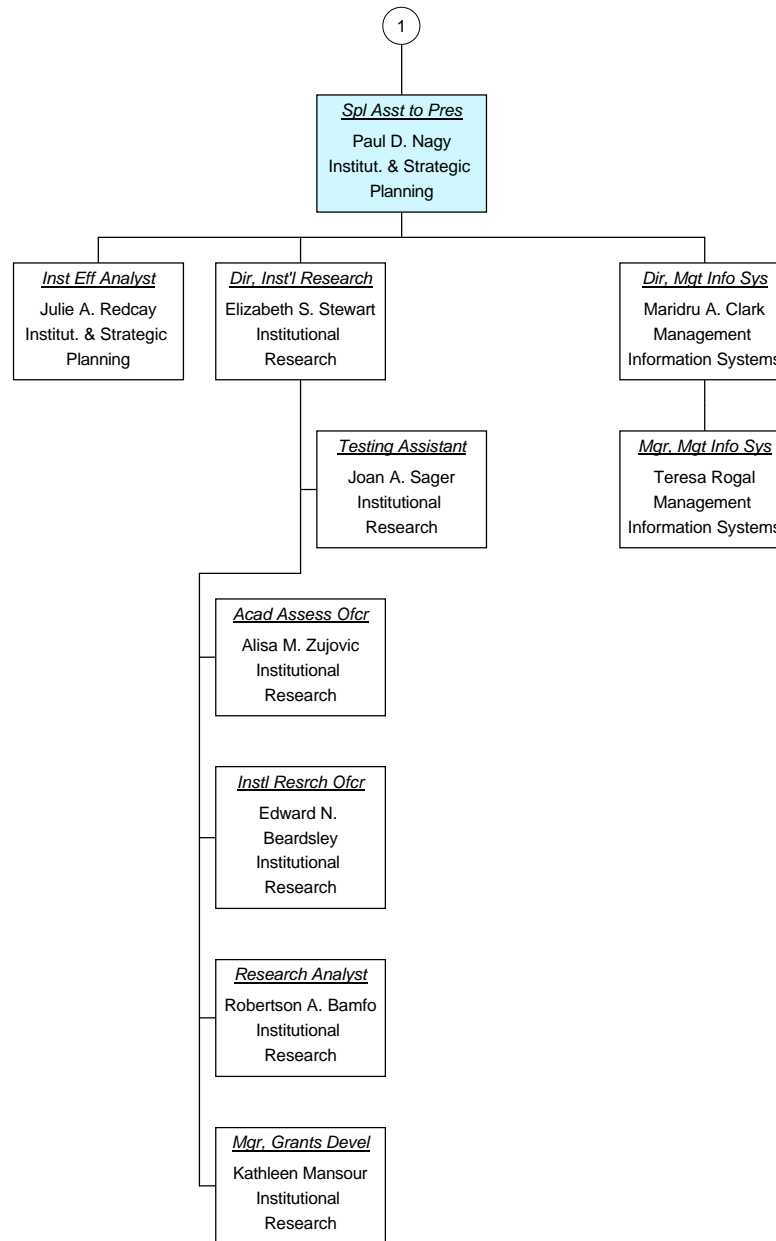 1
Spl Asst to Pres
Paul D. Nagy
Institut. & Strategic
Planning
Inst Eff Analyst
Julie A. Redcay
Institut. & Strategic
Planning
Dir, Inst'l Research
Elizabeth S. Stewart
Institutional
Research
Dir, Mgt Info Sys
Maridru A. Clark
Management
Information Systems
Testing Assistant
Joan A. Sager
Institutional
Research
Mgr, Mgt Info Sys
Teresa Rogal
Management
Information Systems
Acad Assess Ofcr
Alisa M. Zujovic
Institutional
Research
Instl Resrch Ofcr
Edward N.
Beardsley
Institutional
Research
Research Analyst
Robertson A. Bamfo
Institutional
Research
Mgr, Grants Devel
Kathleen Mansour
Institutional
Research